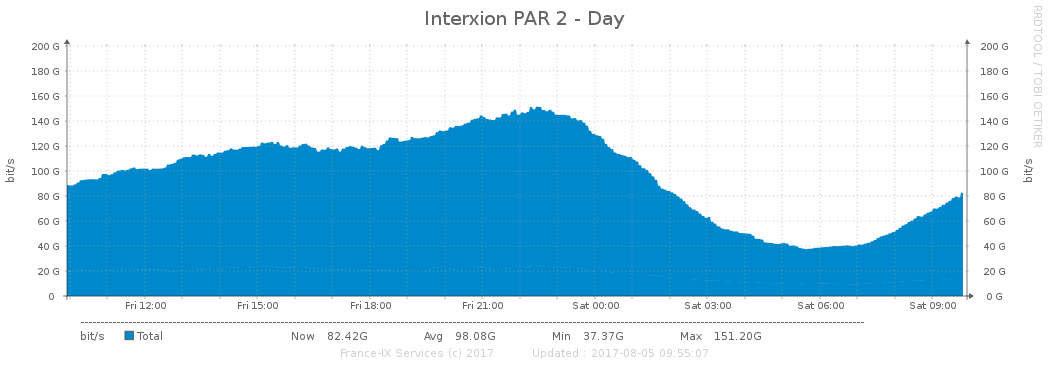 Interxion PAR 2 - Day
RRDTOOL / TOBI OETIKER
200 G 200 G
180 G 180 G
160 G 160 G
140 G 140 G
120 G 120 G
100 G 100 G
80 G 80 G
60 G 60 G
40 G 40 G
20 G 20 G
0 0 G
bit/s bit/s
Fri 12:00 Fri 15:00 Fri 18:00 Fri 21:00 Sat 00:00 Sat 03:00 Sat 06:00 Sat 09:00
bit/s Total Now 82.42G Avg 98.08G Min 37.37G Max 151.20G
France-IX Services (c) 2017 Updated : 2017-08-05 09:55:07